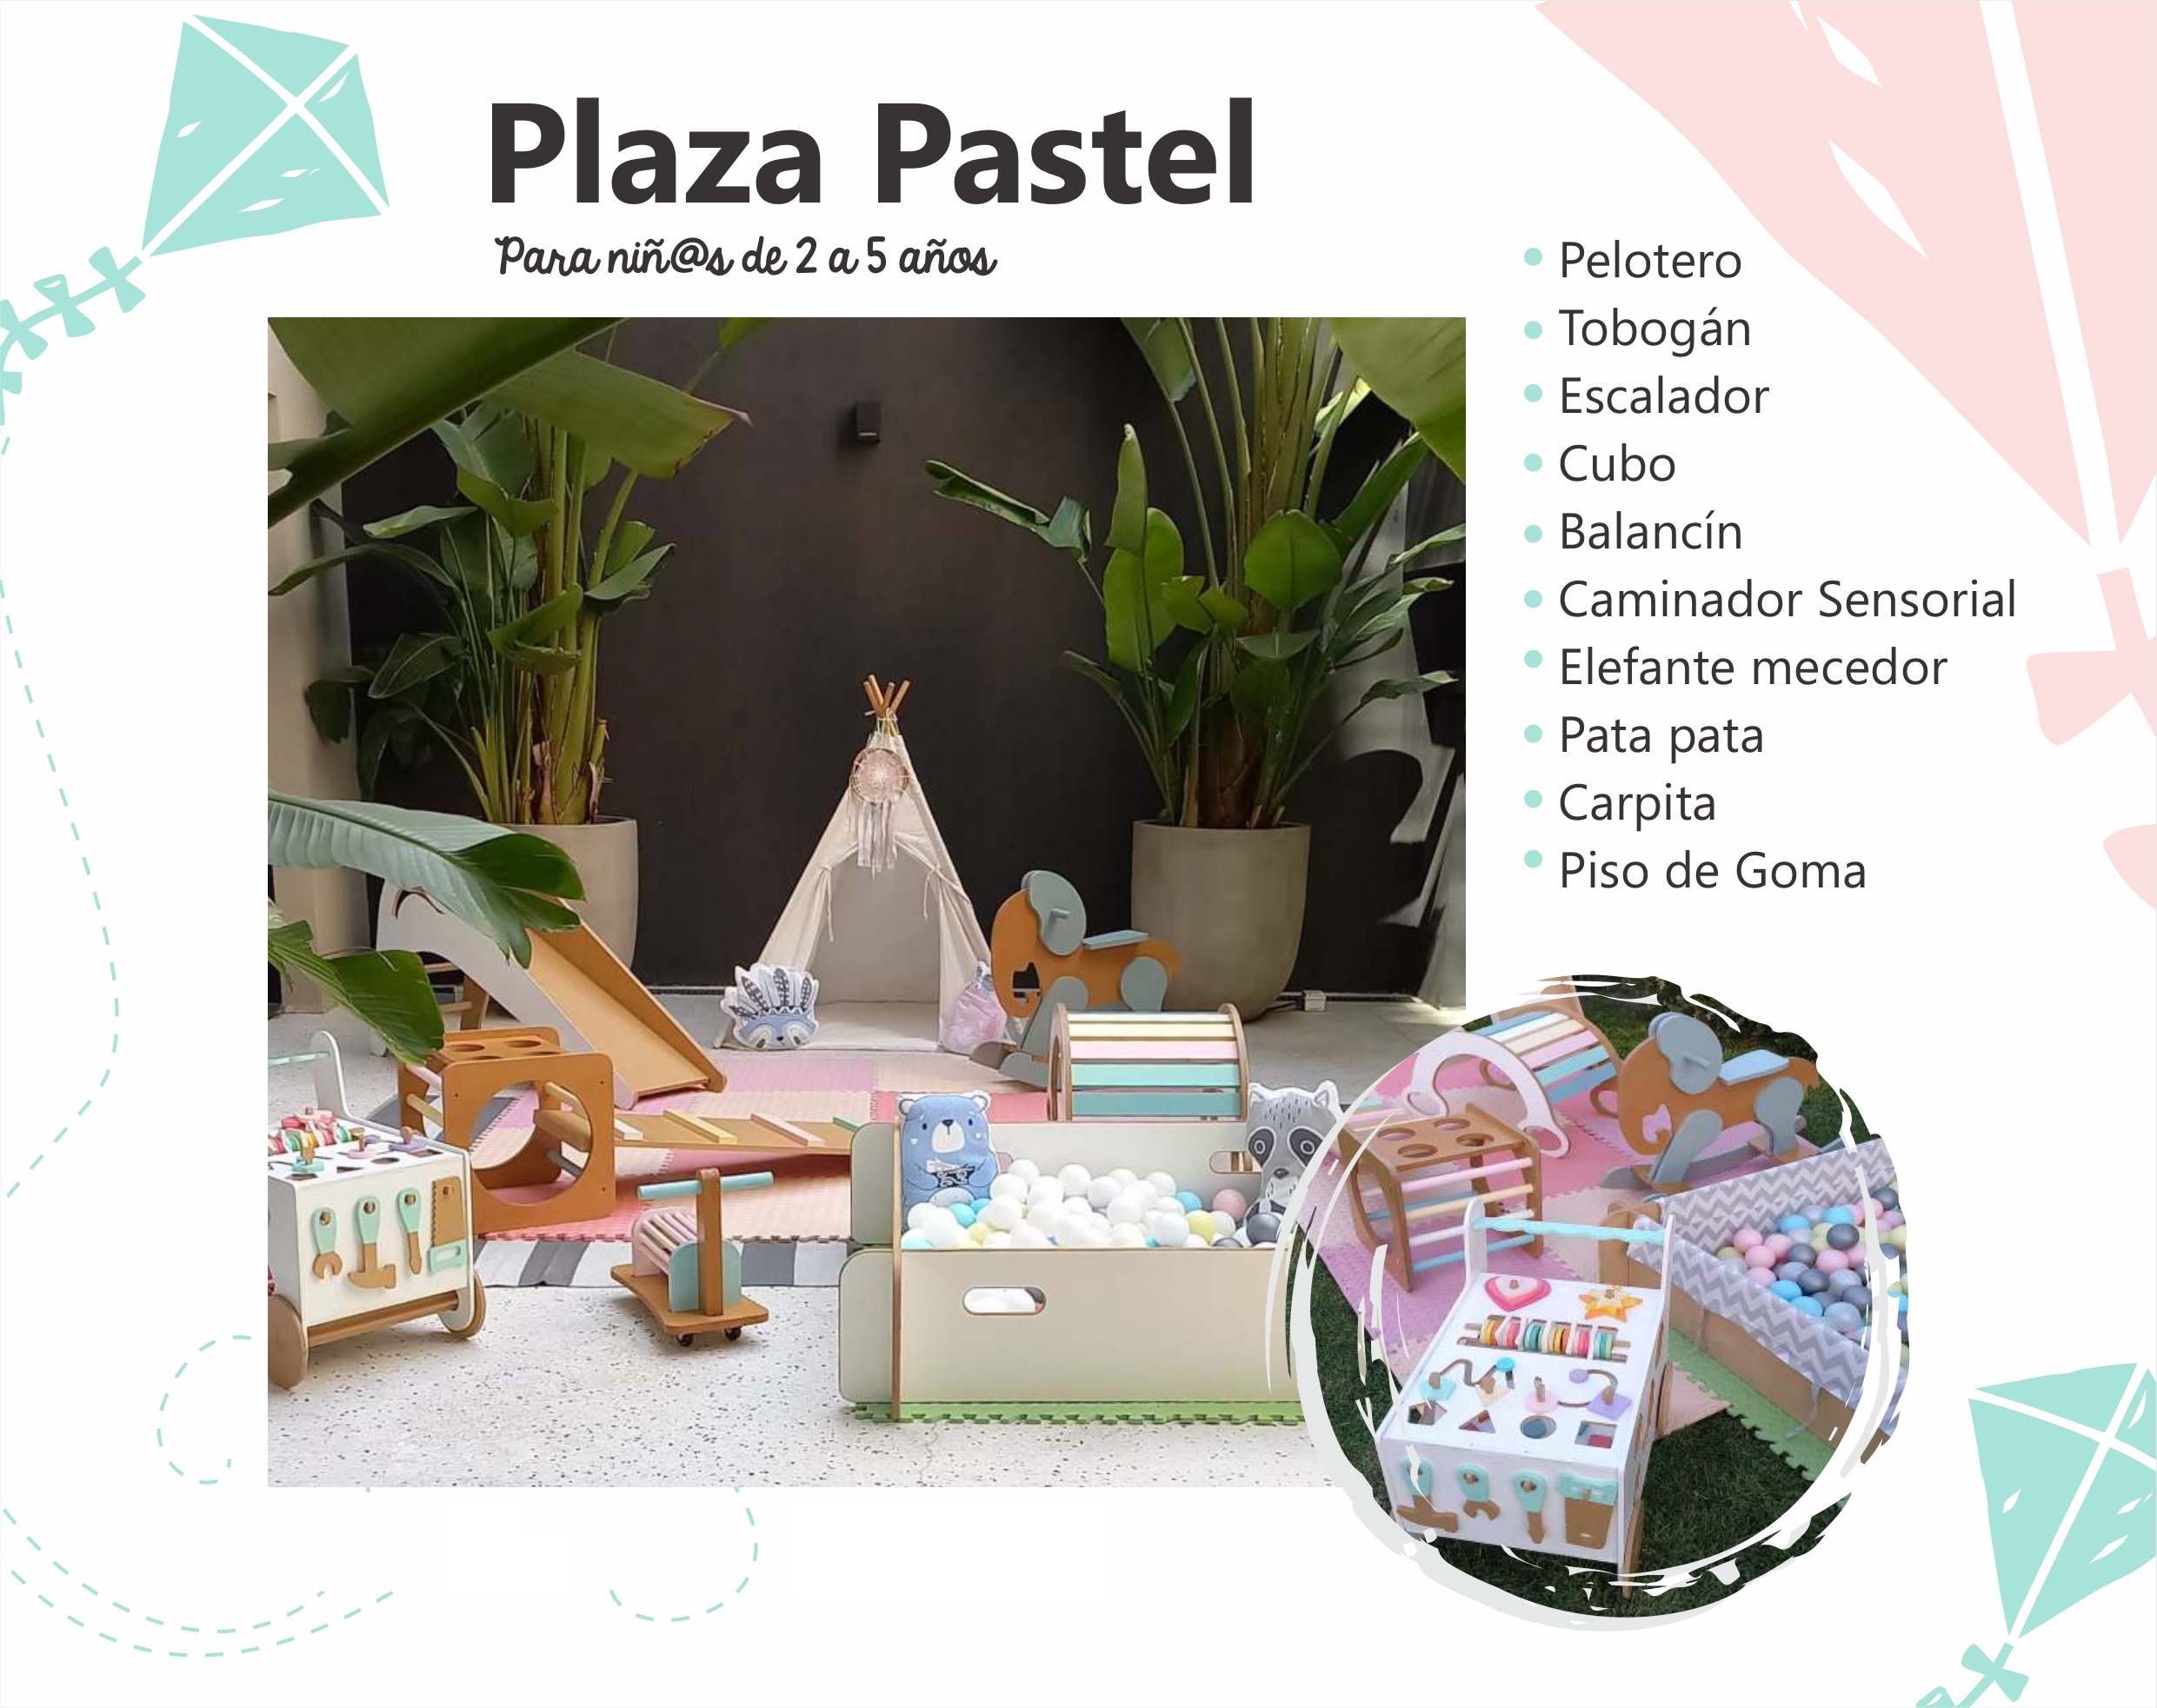 Plaza Pastel
Para niñ@s de 2 a 5 años
Pelotero
Tobogán
Escalador
Cubo
Balancín
Caminador Sensorial
Elefante mecedor
Pata pata
Carpita
Piso de Goma